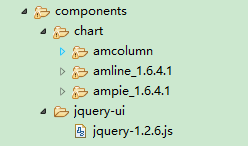 components
chart
amcolumn
amline_1.6.4.1
ampie_1.6.4.1
jquery-ui
jquery-1.2.6.js